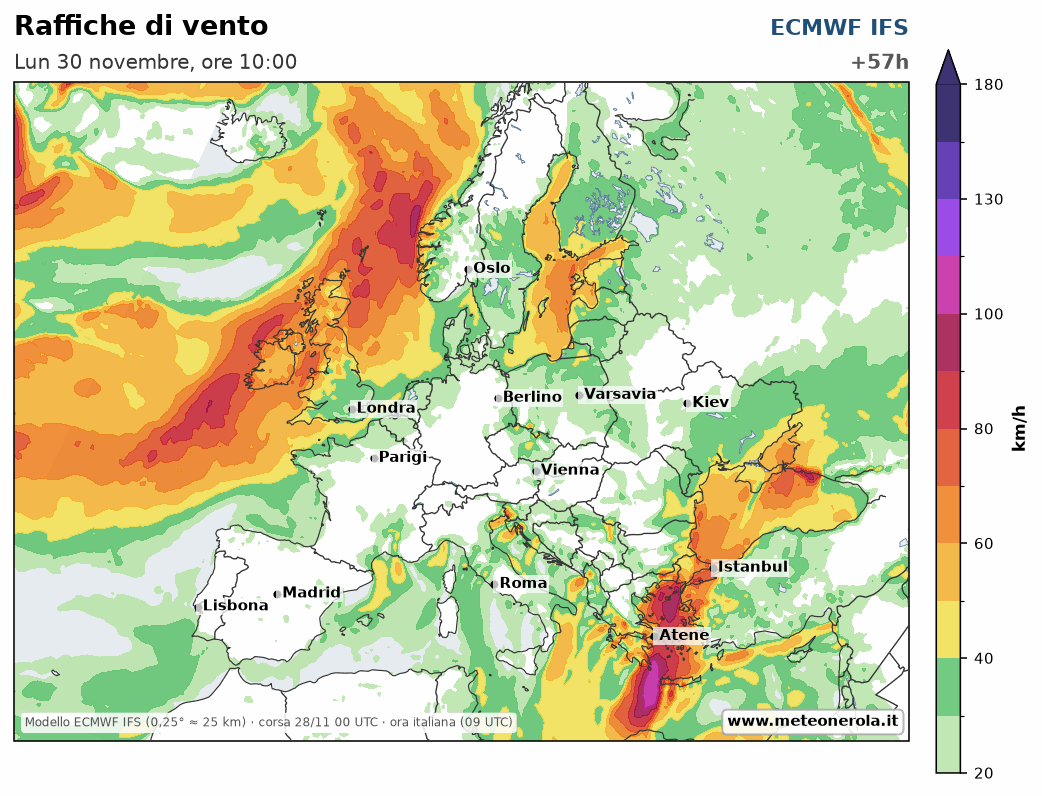 Raffiche di vento
ECMWF IFS
Lun 30 novembre, ore 10:00
+57h
180
130
100
80
60
40
20
km/h
Oslo
Berlino
Varsavia
Kiev
Londra
Parigi
Vienna
Istanbul
Roma
Madrid
Lisbona
Atene
Modello ECMWF IFS (0,25° ≈ 25 km) · corsa 28/11 00 UTC · ora italiana (09 UTC)
www.meteonerola.it